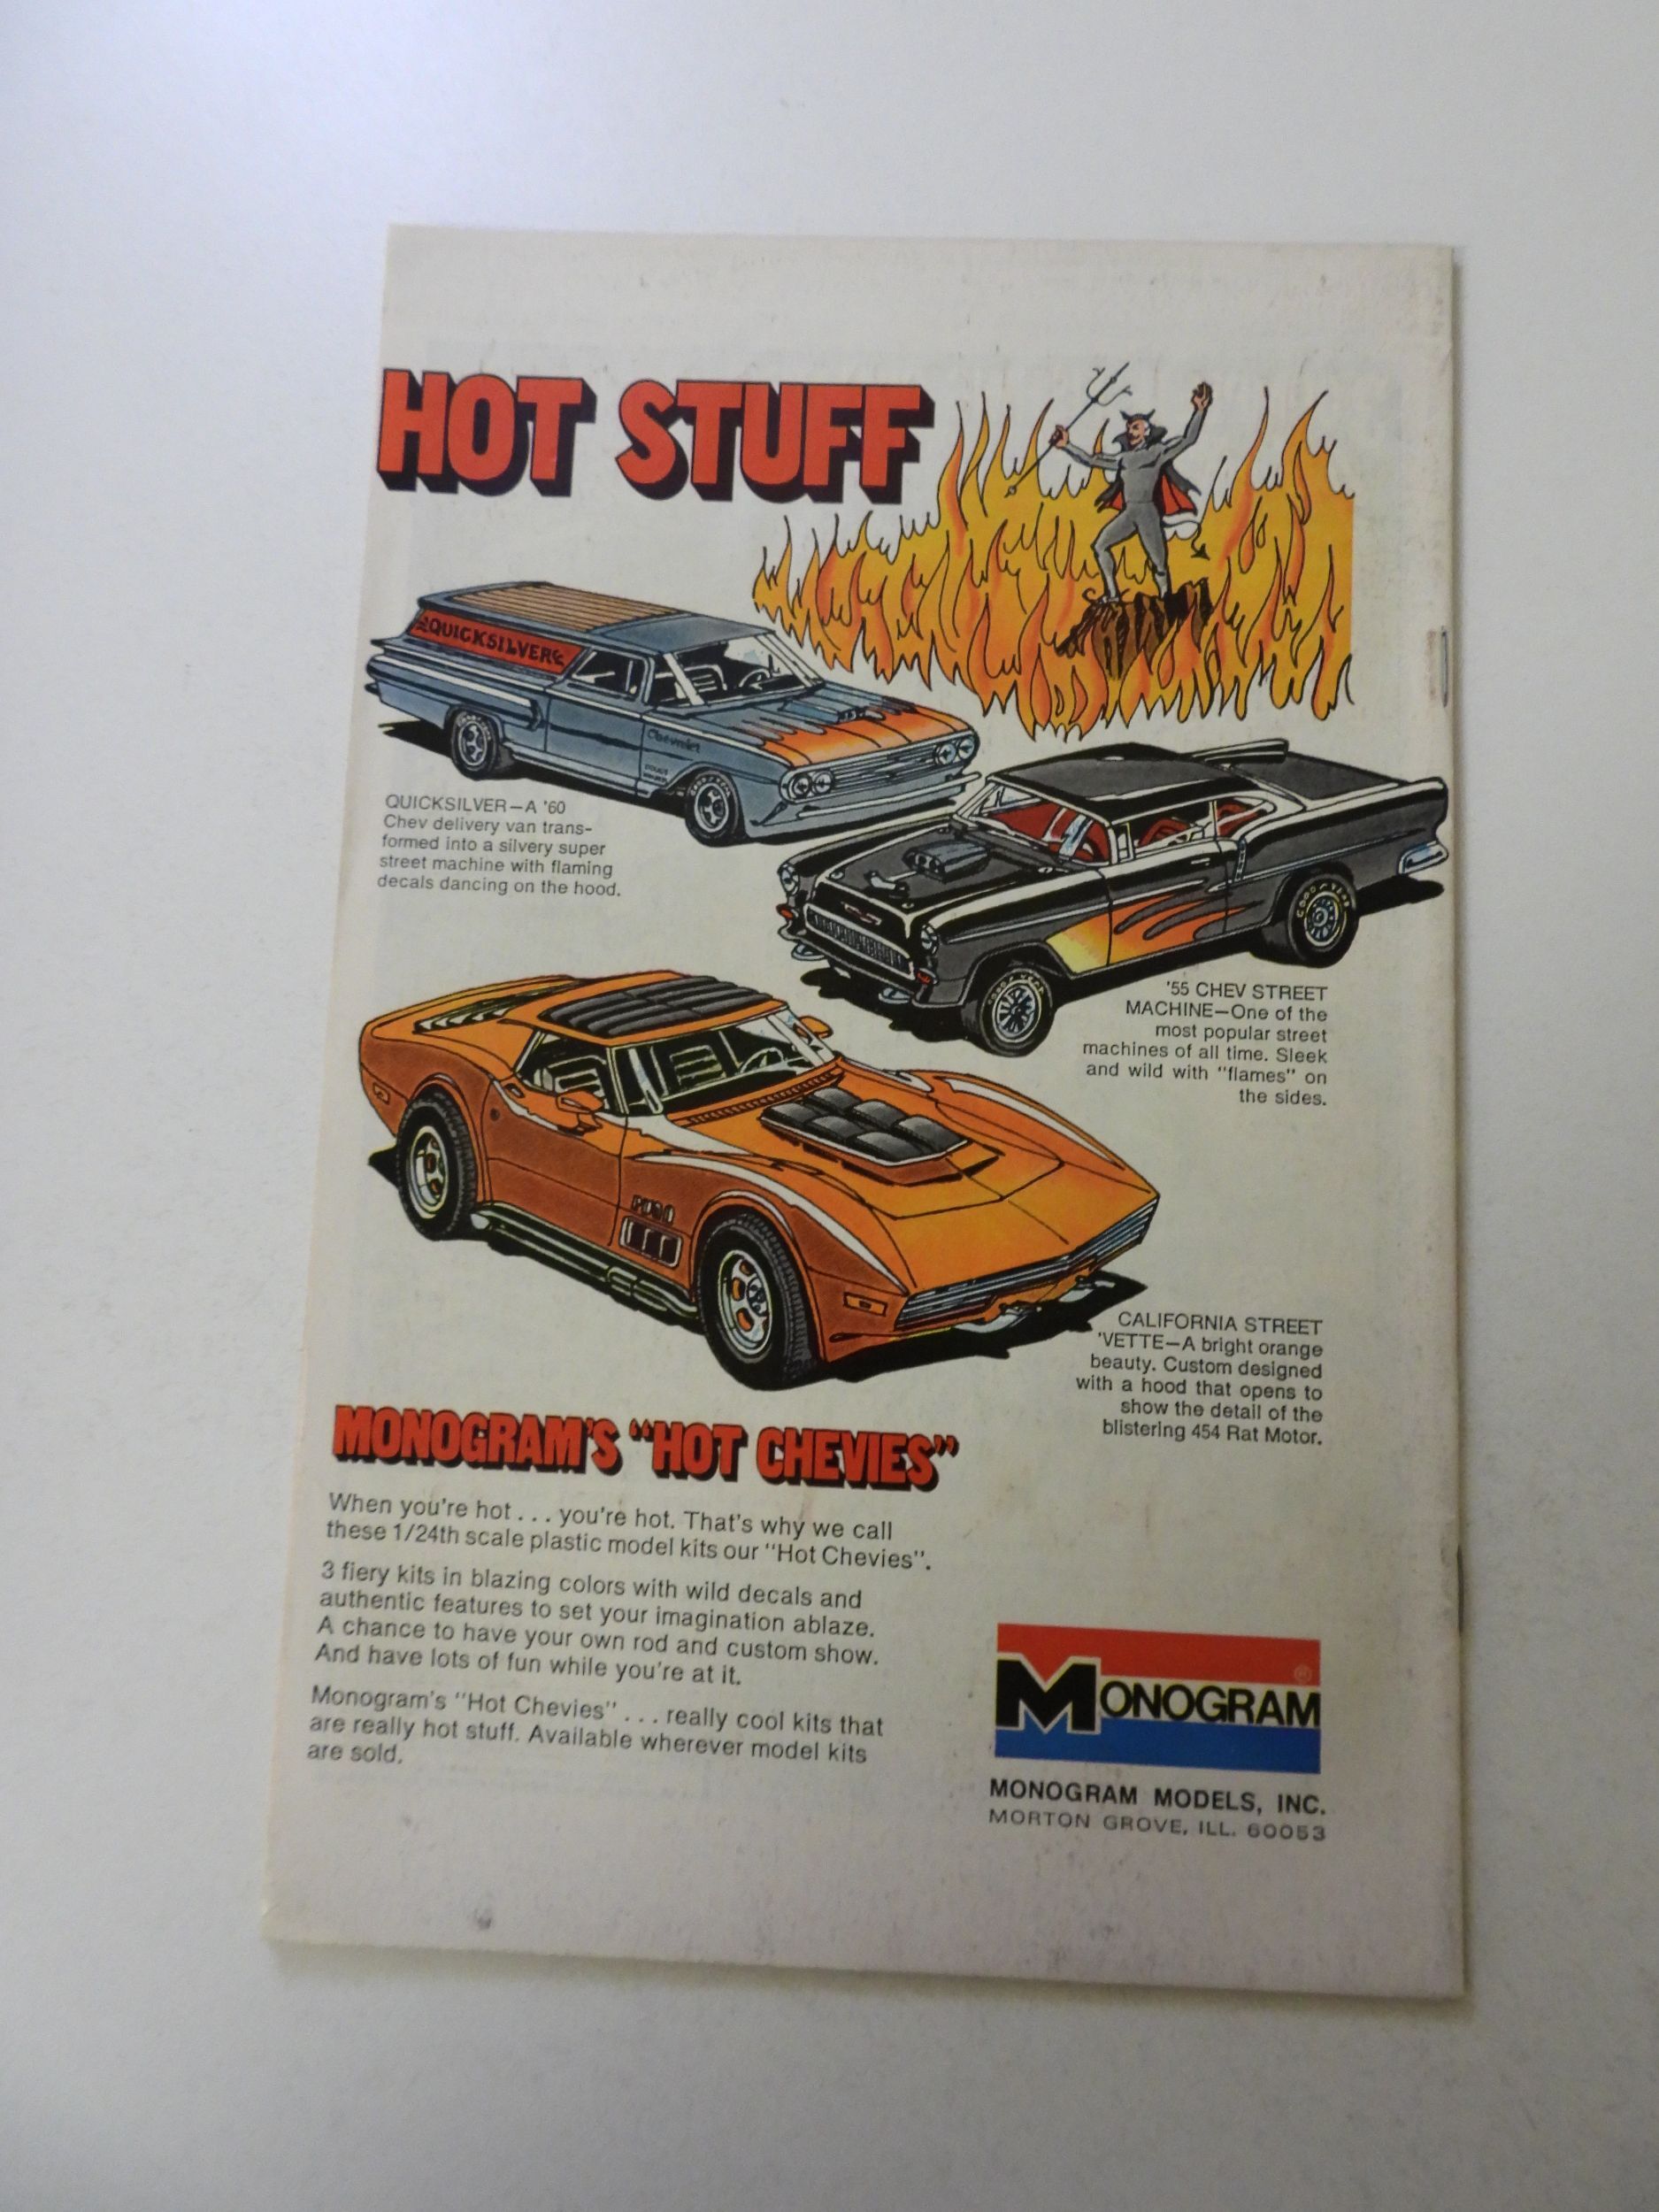 HOT STUFF
QUICKSILVER
Chevrolet
QUICKSILVER—A '60
Chev delivery van trans-
formed into a silvery super
street machine with flaming
decals dancing on the hood.
GOODYEAR
'55 CHEV STREET
MACHINE—One of the
most popular street
machines of all time. Sleek
and wild with "flames" on
the sides.
CALIFORNIA STREET
'VETTE—A bright orange
beauty. Custom designed
with a hood that opens to
show the detail of the
blistering 454 Rat Motor.
MONOGRAM'S "HOT CHEVIES"
When you're hot . . . you're hot. That's why we call
these 1/24th scale plastic model kits our "Hot Chevies".
3 fiery kits in blazing colors with wild decals and
authentic features to set your imagination ablaze.
A chance to have your own rod and custom show.
And have lots of fun while you're at it.
Monogram's "Hot Chevies" . . . really cool kits that
are really hot stuff. Available wherever model kits
are sold.
MONOGRAM®
MONOGRAM MODELS, INC.
MORTON GROVE, ILL. 60053